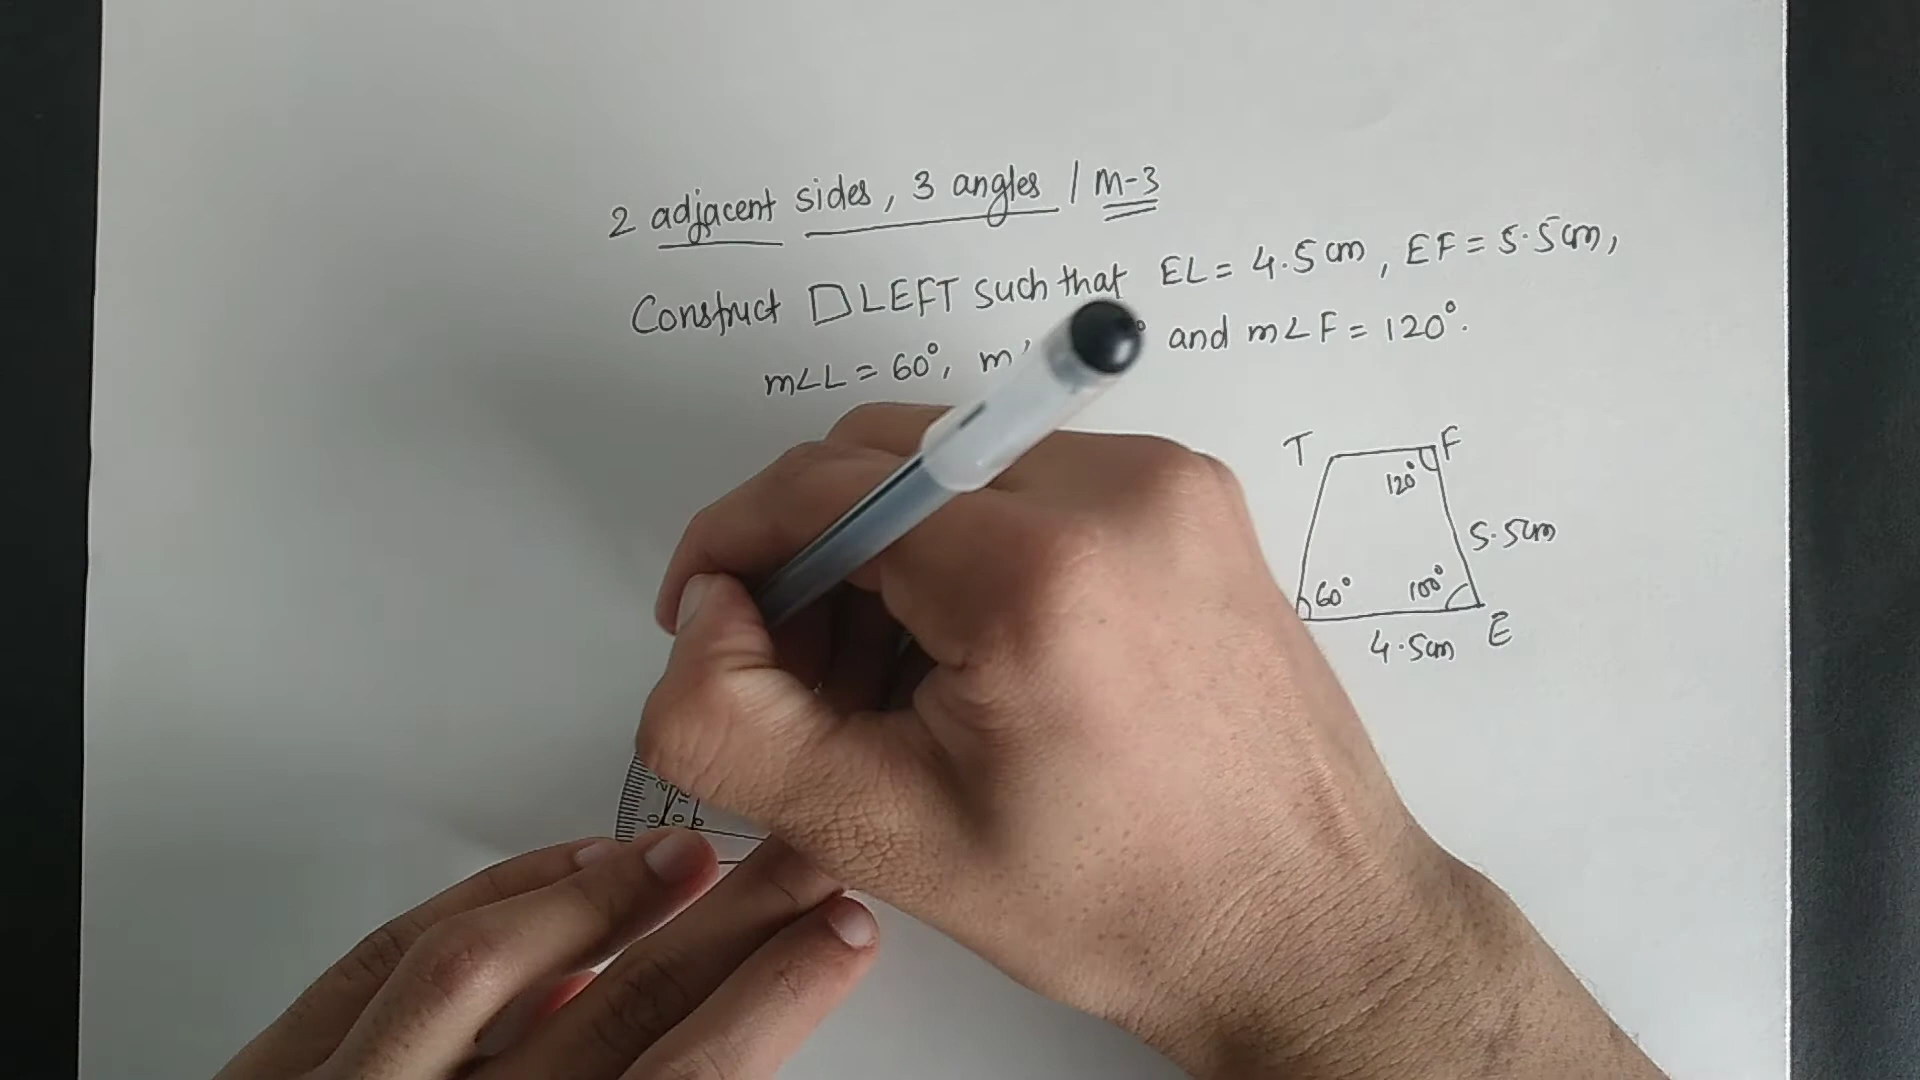 2 adjacent sides, 3 angles / M-3
Construct □LEFT such that EL = 4.5 cm, EF = 5.5 cm,
m∠L = 60°, m and m∠F = 120°.
T F
120°
5.5cm
60° 100°
4.5cm E